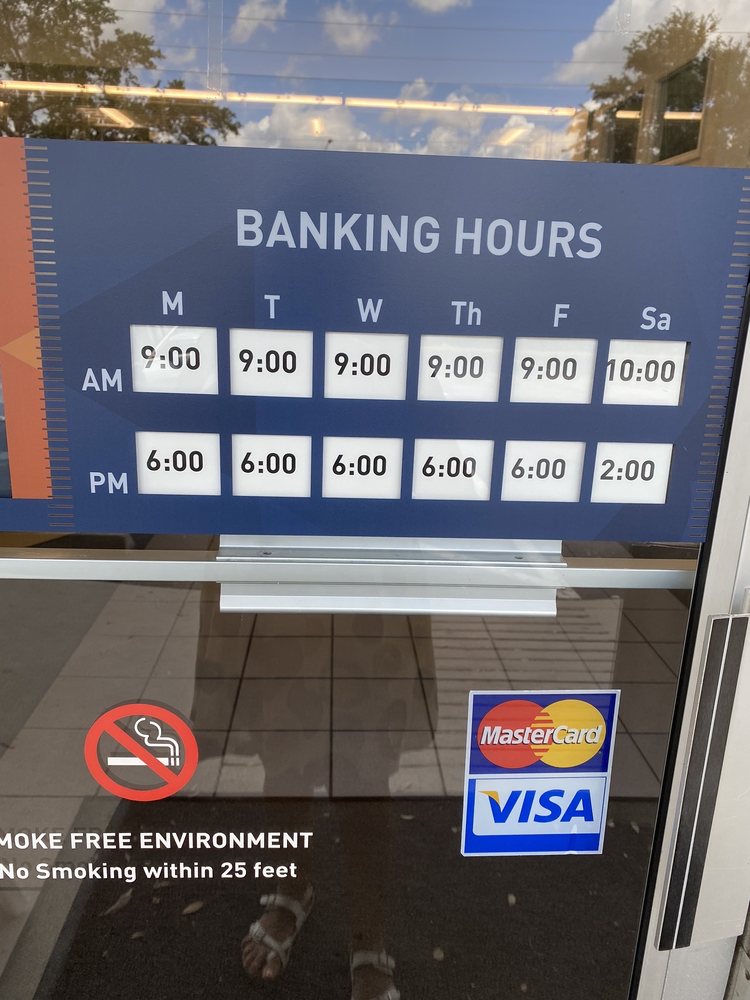 BANKING HOURS
M T W Th F Sa
AM 9:00 9:00 9:00 9:00 9:00 10:00
PM 6:00 6:00 6:00 6:00 6:00 2:00
MasterCard
VISA
MOKE FREE ENVIRONMENT
No Smoking within 25 feet